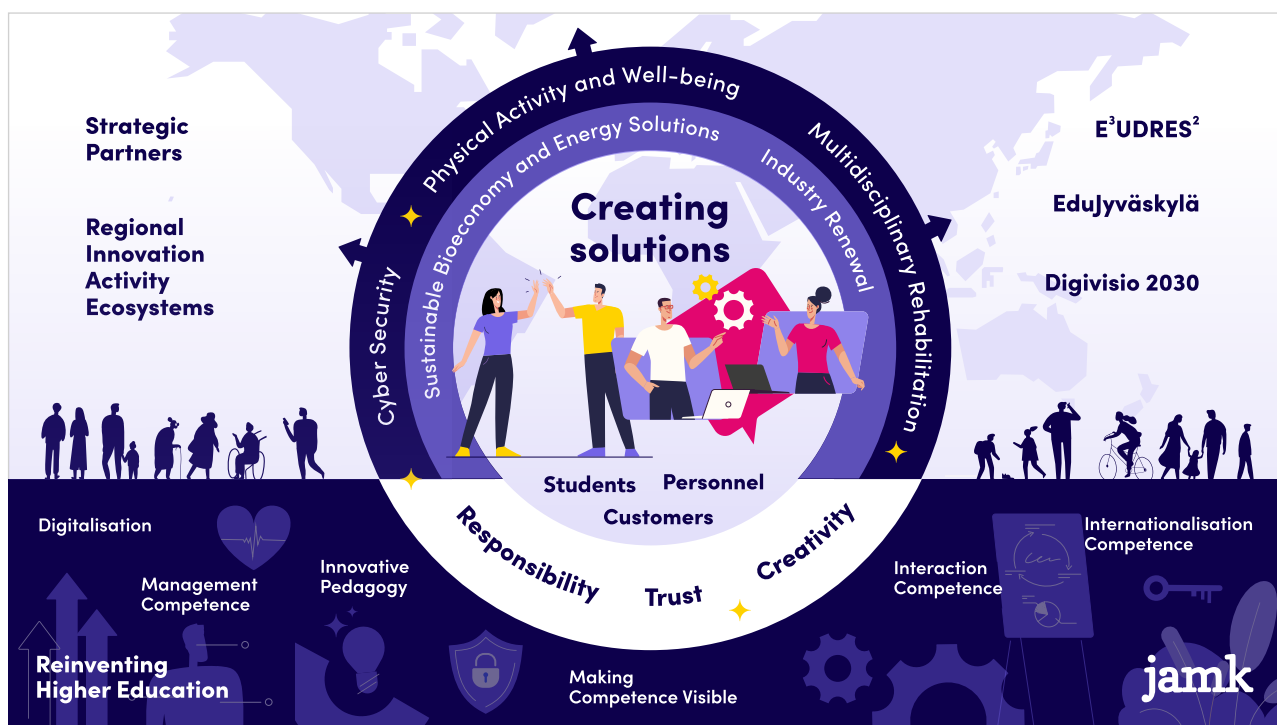 Strategic
Partners
Regional
Innovation
Activity
Ecosystems
E³UDRES²
EduJyväskylä
Digivisio 2030
Cyber Security
Physical Activity and Well-being
Multidisciplinary Rehabilitation
Sustainable Bioeconomy and Energy Solutions
Industry Renewal
Creating
solutions
Students
Personnel
Customers
Responsibility
Trust
Creativity
Digitalisation
Management
Competence
Innovative
Pedagogy
Making
Competence Visible
Interaction
Competence
Internationalisation
Competence
Reinventing
Higher Education
jamk